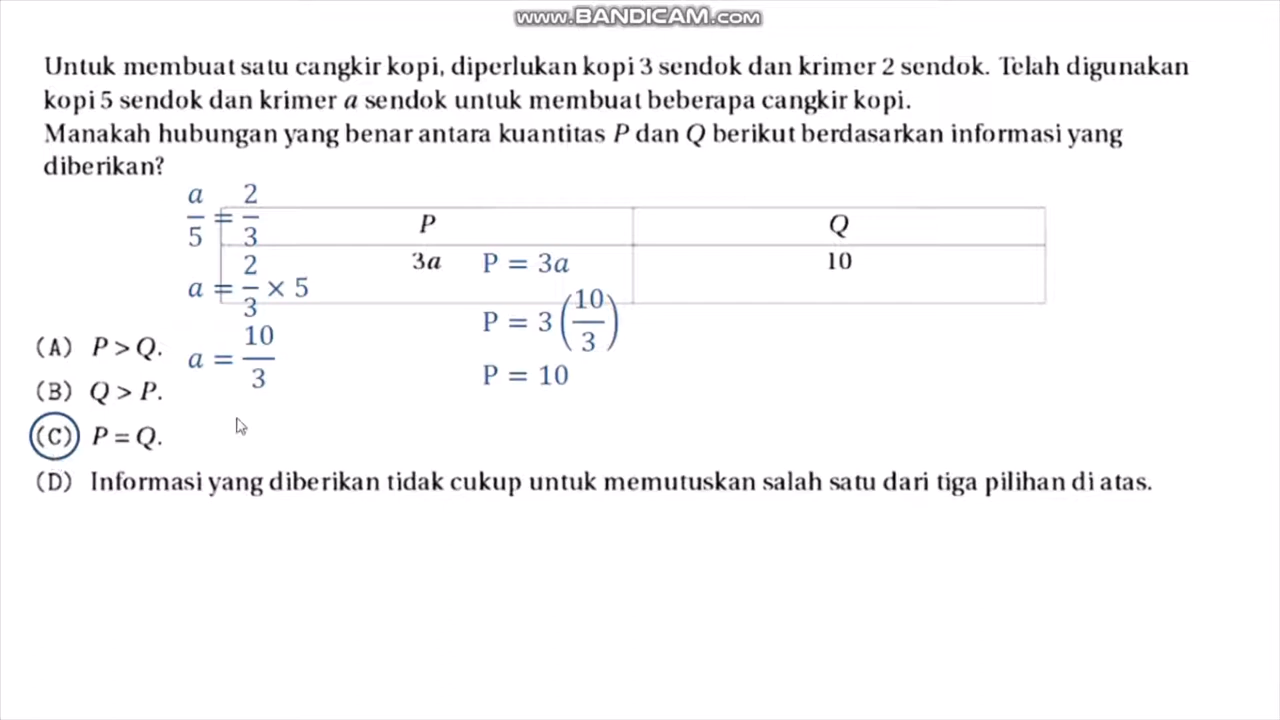 www.BANDICAM.com
Untuk membuat satu cangkir kopi, diperlukan kopi 3 sendok dan krimer 2 sendok. Telah digunakan
kopi 5 sendok dan krimer a sendok untuk membuat beberapa cangkir kopi.
Manakah hubungan yang benar antara kuantitas P dan Q berikut berdasarkan informasi yang
diberikan?
a/5 = 2/3
P Q
3a 10
a = 2/3 × 5
a = 10/3
P = 3a
P = 3(10/3)
P = 10
(A) P > Q.
(B) Q > P.
(C) P = Q.
(D) Informasi yang diberikan tidak cukup untuk memutuskan salah satu dari tiga pilihan di atas.